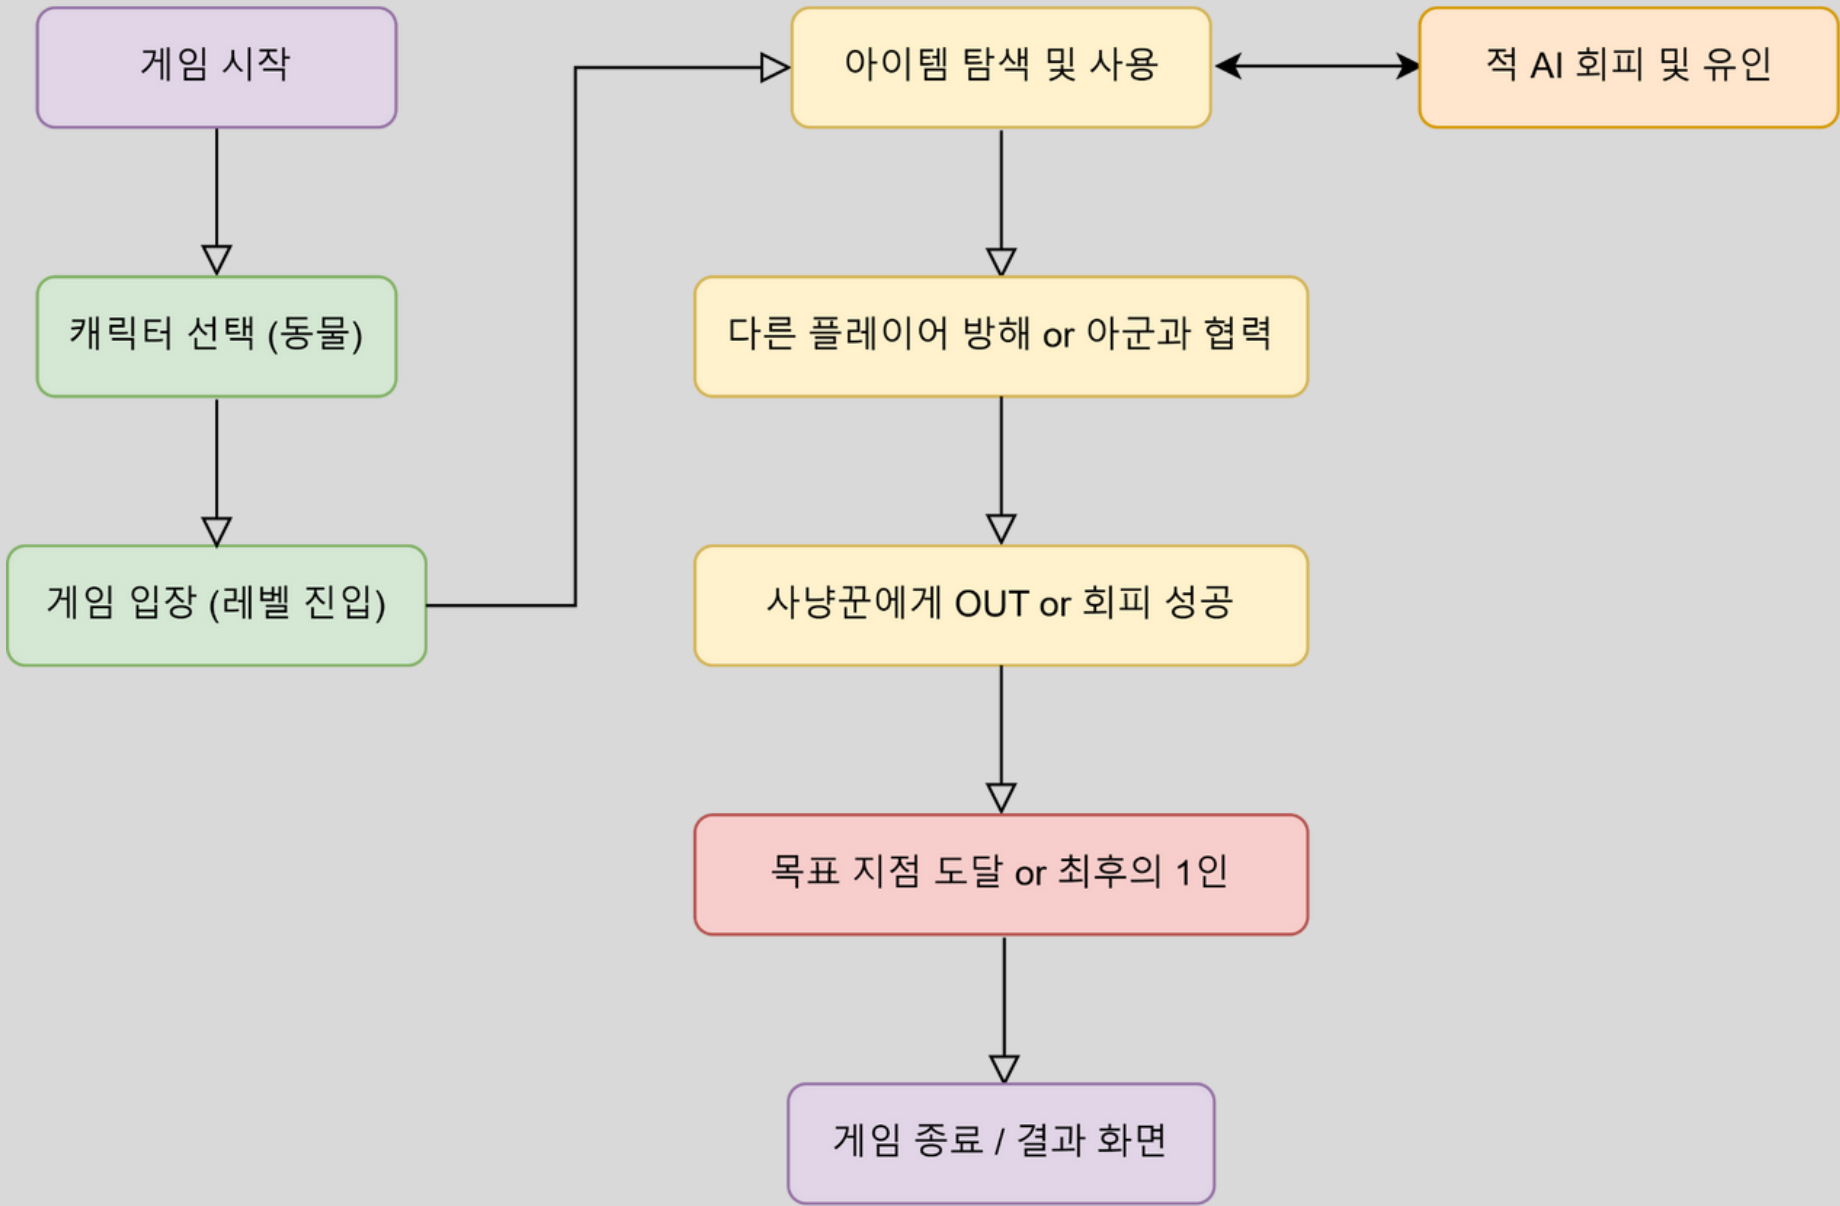 게임 시작
캐릭터 선택 (동물)
게임 입장 (레벨 진입)
아이템 탐색 및 사용
적 AI 회피 및 유인
다른 플레이어 방해 or 아군과 협력
사냥꾼에게 OUT or 회피 성공
목표 지점 도달 or 최후의 1인
게임 종료 / 결과 화면